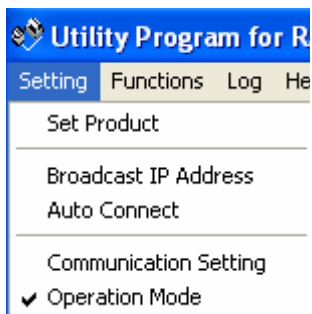 Utility Program for R
Setting Functions Log He
Set Product
Broadcast IP Address
Auto Connect
Communication Setting
Operation Mode